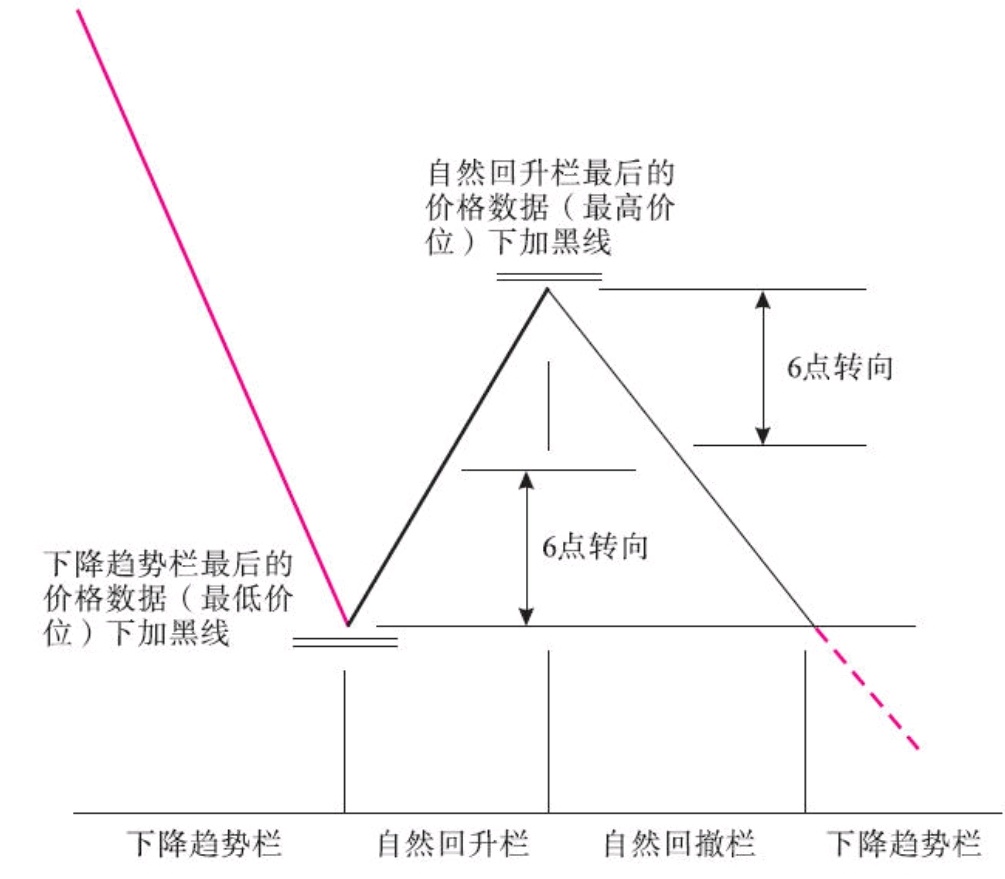 自然回升栏最后的
价格数据（最高价
位）下加黑线
6点转向
6点转向
下降趋势栏最后的
价格数据（最低价
位）下加黑线
下降趋势栏
自然回升栏
自然回撤栏
下降趋势栏